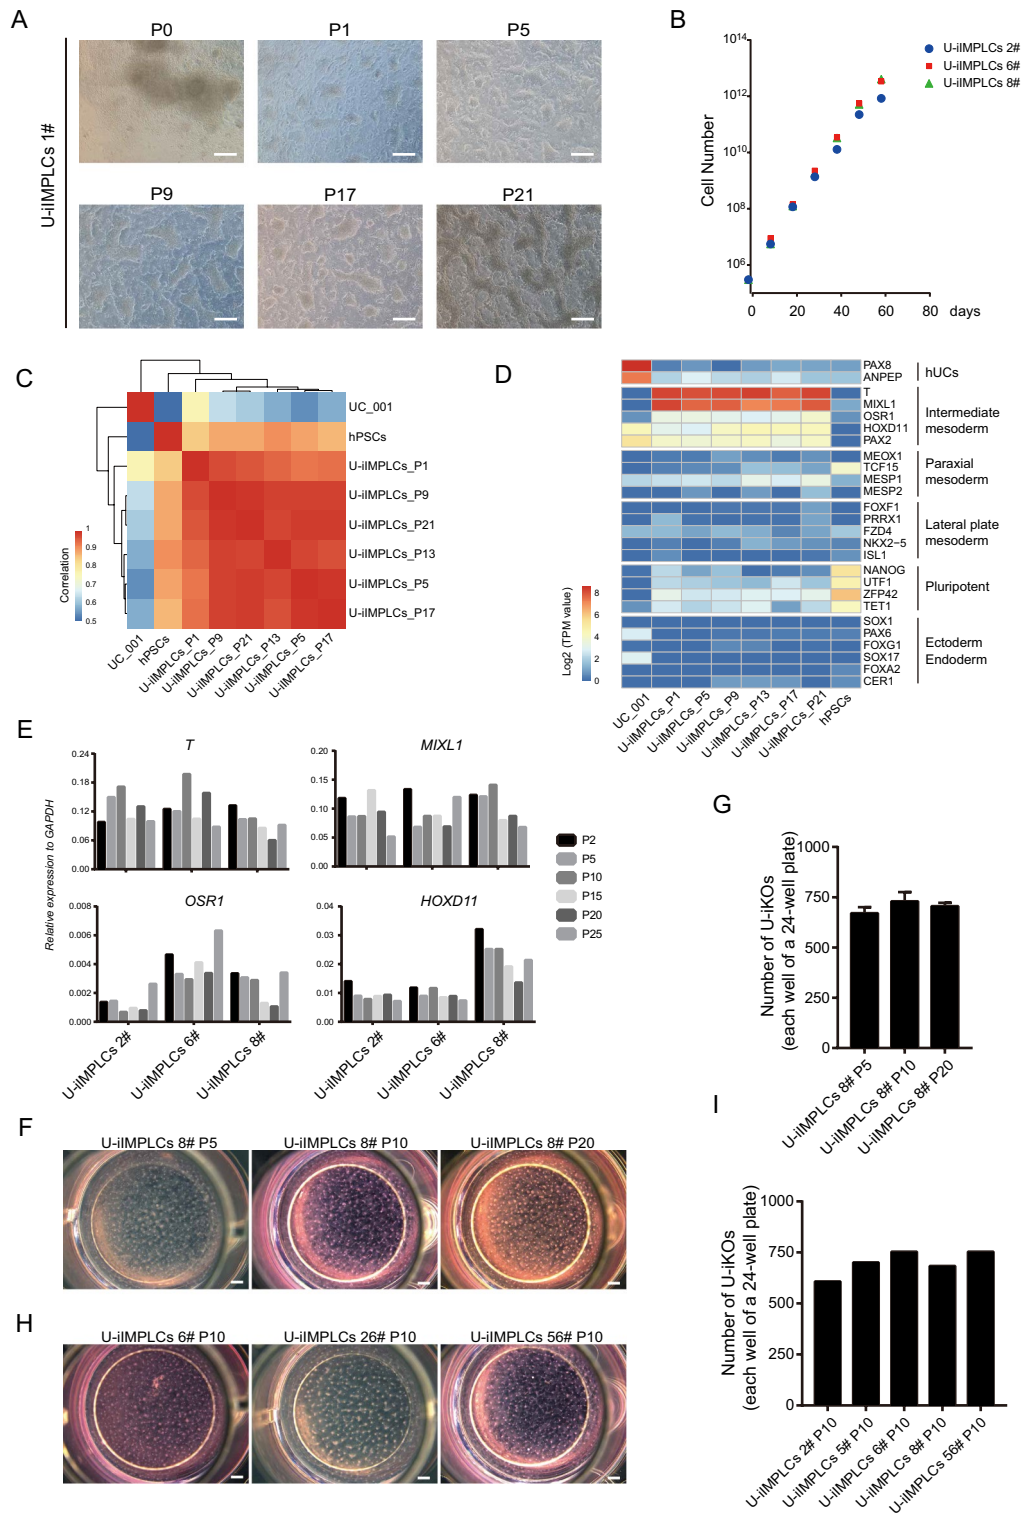 A
P0
P1
P5
U-iIMPLCs 1#
P9
P17
P21
B
10^14
10^12
10^10
10^8
10^6
Cell Number
0
20
40
60
80
days
U-iIMPLCs 2#
U-iIMPLCs 6#
U-iIMPLCs 8#
C
UC_001
hPSCs
U-iIMPLCs_P1
U-iIMPLCs_P9
U-iIMPLCs_P21
U-iIMPLCs_P13
U-iIMPLCs_P5
U-iIMPLCs_P17
Correlation
1
0.9
0.8
0.7
0.6
0.5
UC_001
hPSCs
U-iIMPLCs_P1
U-iIMPLCs_P9
U-iIMPLCs_P21
U-iIMPLCs_P13
U-iIMPLCs_P5
U-iIMPLCs_P17
D
PAX8
ANPEP
hUCs
T
MIXL1
OSR1
HOXD11
PAX2
Intermediate
mesoderm
MEOX1
TCF15
MESP1
MESP2
Paraxial
mesoderm
FOXF1
PRRX1
FZD4
NKX2−5
ISL1
Lateral plate
mesoderm
NANOG
UTF1
ZFP42
TET1
Pluripotent
SOX1
PAX6
FOXG1
SOX17
FOXA2
CER1
Ectoderm
Endoderm
Log2 (TPM value)
8
6
4
2
0
UC_001
U-iIMPLCs_P1
U-iIMPLCs_P5
U-iIMPLCs_P9
U-iIMPLCs_P13
U-iIMPLCs_P17
U-iIMPLCs_P21
hPSCs
E
Relative expression to GAPDH
T
0.24
0.18
0.12
0.06
0.00
MIXL1
0.20
0.15
0.10
0.05
0.00
OSR1
0.008
0.006
0.004
0.002
0.000
U-iIMPLCs 2#
U-iIMPLCs 6#
U-iIMPLCs 8#
HOXD11
0.04
0.03
0.02
0.01
0.00
U-iIMPLCs 2#
U-iIMPLCs 6#
U-iIMPLCs 8#
P2
P5
P10
P15
P20
P25
G
Number of U-iKOs
(each well of a 24-well plate)
1000
750
500
250
0
U-iIMPLCs 8# P5
U-iIMPLCs 8# P10
U-iIMPLCs 8# P20
F
U-iIMPLCs 8# P5
U-iIMPLCs 8# P10
U-iIMPLCs 8# P20
H
U-iIMPLCs 6# P10
U-iIMPLCs 26# P10
U-iIMPLCs 56# P10
I
Number of U-iKOs
(each well of a 24-well plate)
1000
750
500
250
0
U-iIMPLCs 2# P10
U-iIMPLCs 5# P10
U-iIMPLCs 6# P10
U-iIMPLCs 8# P10
U-iIMPLCs 56# P10